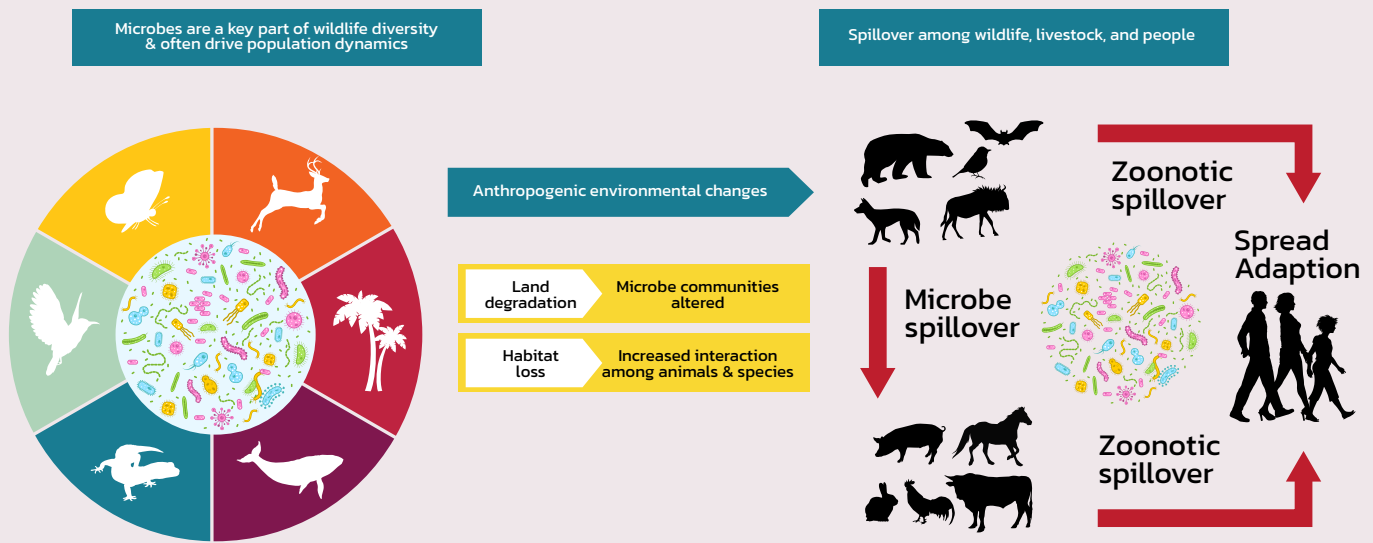 Microbes are a key part of wildlife diversity
& often drive population dynamics
Spillover among wildlife, livestock, and people
Anthropogenic environmental changes
Land
degradation
Microbe communities
altered
Habitat
loss
Increased interaction
among animals & species
Zoonotic
spillover
Microbe
spillover
Spread
Adaption
Zoonotic
spillover